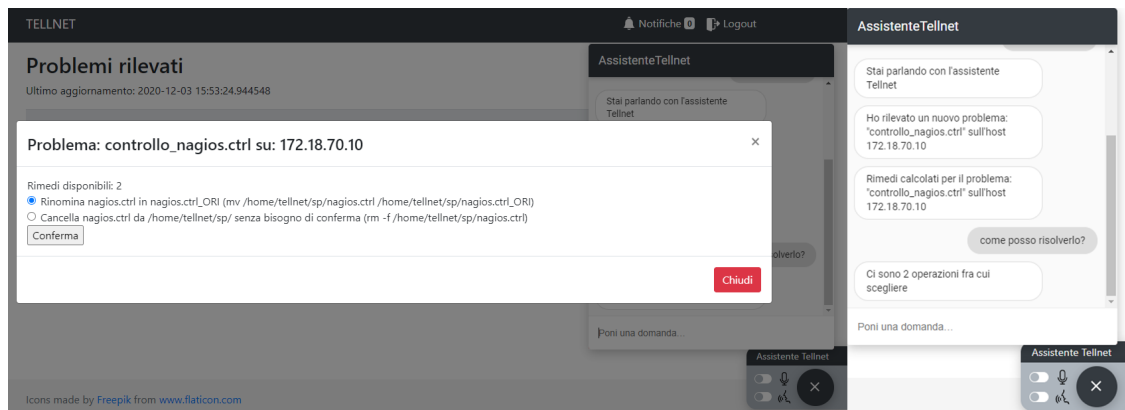 TELLNET
Notifiche 0 Logout
Problemi rilevati
Ultimo aggiornamento: 2020-12-03 15:53:24.944548
Problema: controllo_nagios.ctrl su: 172.18.70.10
×
Rimedi disponibili: 2
Rinomina nagios.ctrl in nagios.ctrl_ORI (mv /home/tellnet/sp/nagios.ctrl /home/tellnet/sp/nagios.ctrl_ORI)
Cancella nagios.ctrl da /home/tellnet/sp/ senza bisogno di conferma (rm -f /home/tellnet/sp/nagios.ctrl)
Conferma
Chiudi
AssistenteTellnet
Stai parlando con l'assistente
Tellnet
olverlo?
Poni una domanda...
Assistente Tellnet
Icons made by Freepik from www.flaticon.com
AssistenteTellnet
Stai parlando con l'assistente
Tellnet
Ho rilevato un nuovo problema:
"controllo_nagios.ctrl" sull'host
172.18.70.10
Rimedi calcolati per il problema:
"controllo_nagios.ctrl" sull'host
172.18.70.10
come posso risolverlo?
Ci sono 2 operazioni fra cui
scegliere
Poni una domanda...
Assistente Tellnet